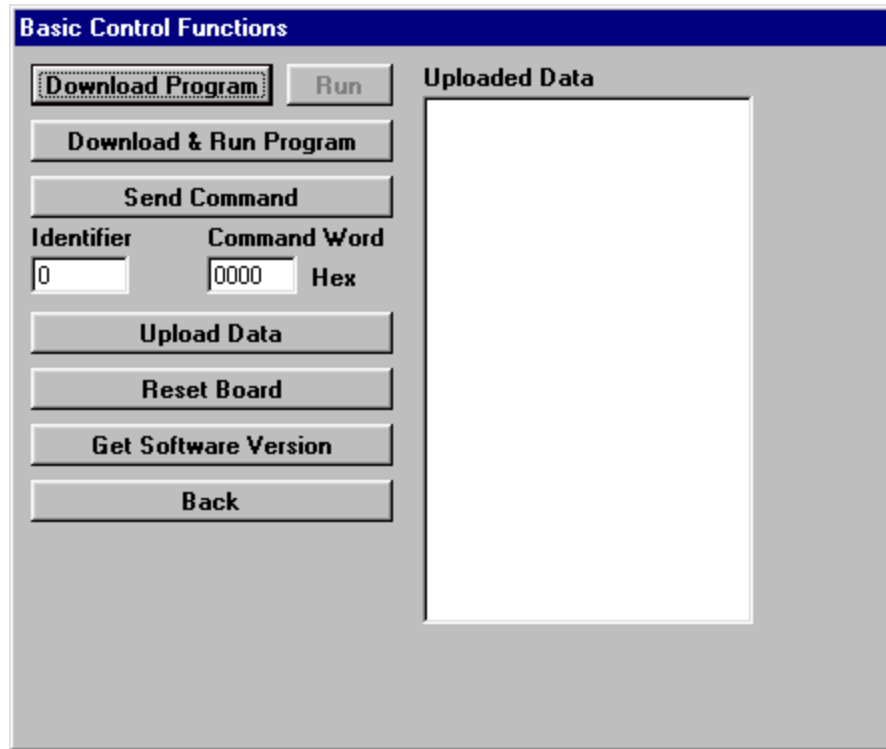 Basic Control Functions
Download Program
Run
Uploaded Data
Download & Run Program
Send Command
Identifier
Command Word
0
0000
Hex
Upload Data
Reset Board
Get Software Version
Back